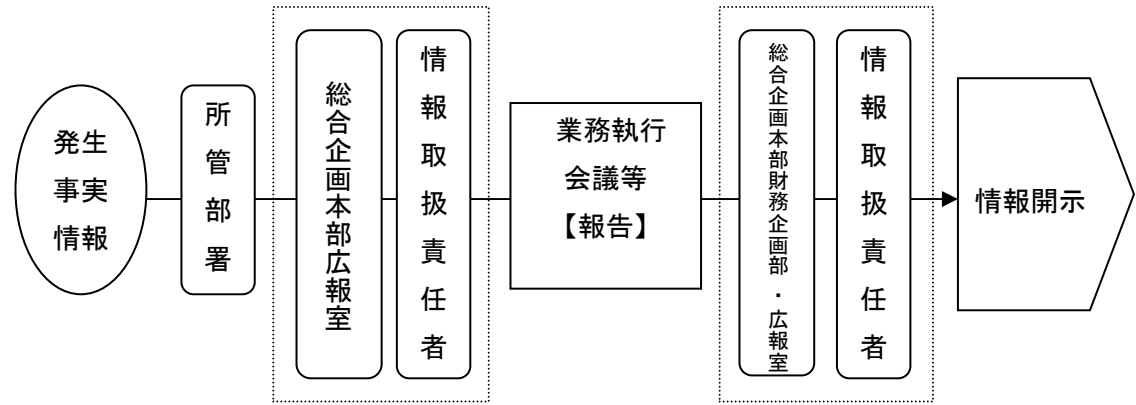 発生
事実
情報
所管部署
総合企画本部広報室
情報取扱責任者
業務執行
会議等
【報告】
総合企画本部財務企画部・広報室
情報取扱責任者
情報開示